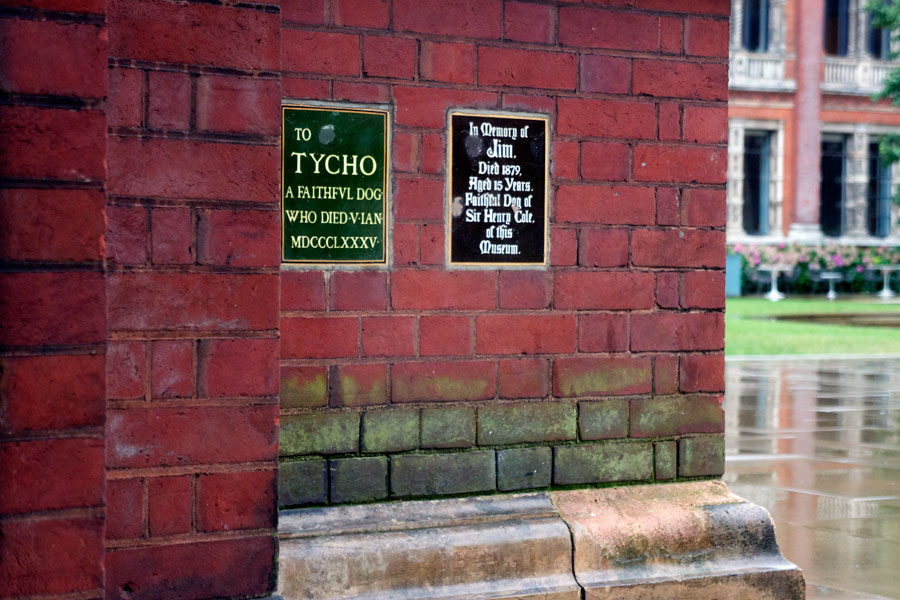 TO
TYCHO
A FAITHFVL DOG
WHO DIED·V·IAN
MDCCCLXXXV·
In Memory of
Jim.
Died 1879.
Aged 15 Years.
Faithful Dog of
Sir Henry Cole,
of this
Museum.